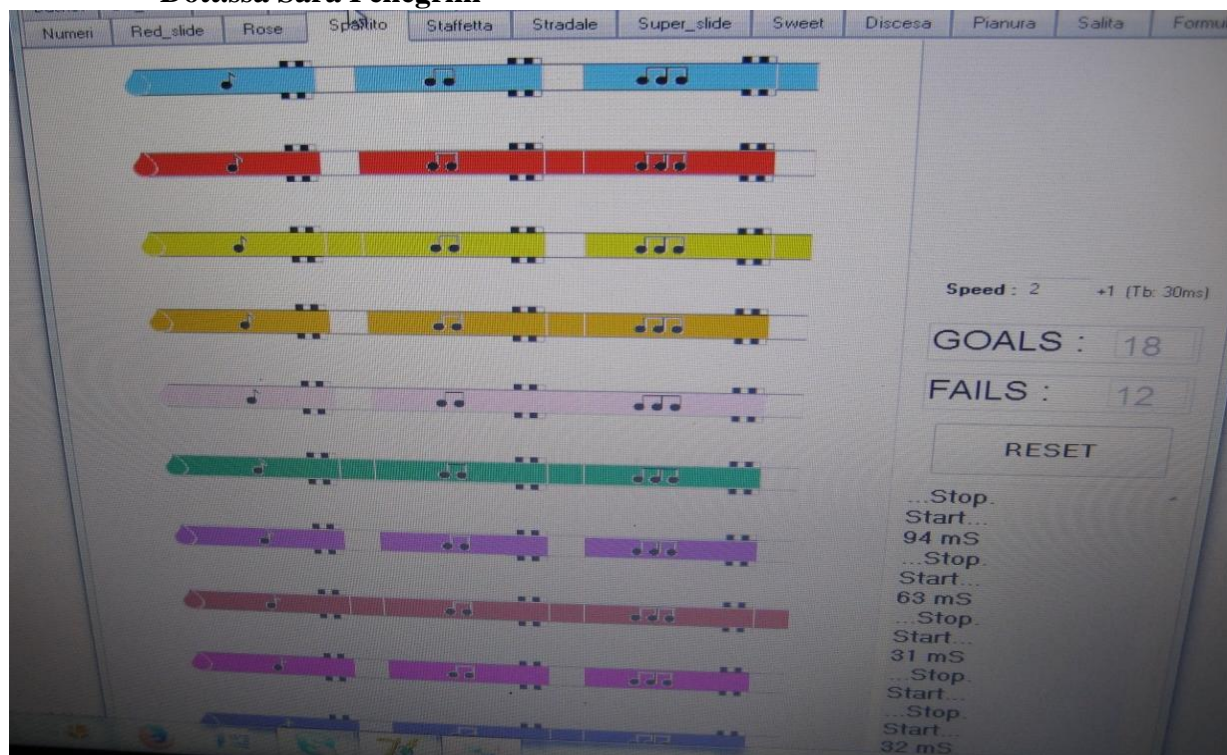 Dott.ssa Sara Pellegrini
Numeri Red_slide Rose Spartito Staffetta Stradale Super_slide Sweet Discesa Pianura Salita
Speed : 2 +1 (Tb: 30ms)
GOALS : 18
FAILS : 12
RESET
...Stop.
Start...
94 mS
...Stop.
Start...
63 mS
...Stop.
Start...
31 mS
...Stop.
Start...
...Stop.
Start...
32 mS